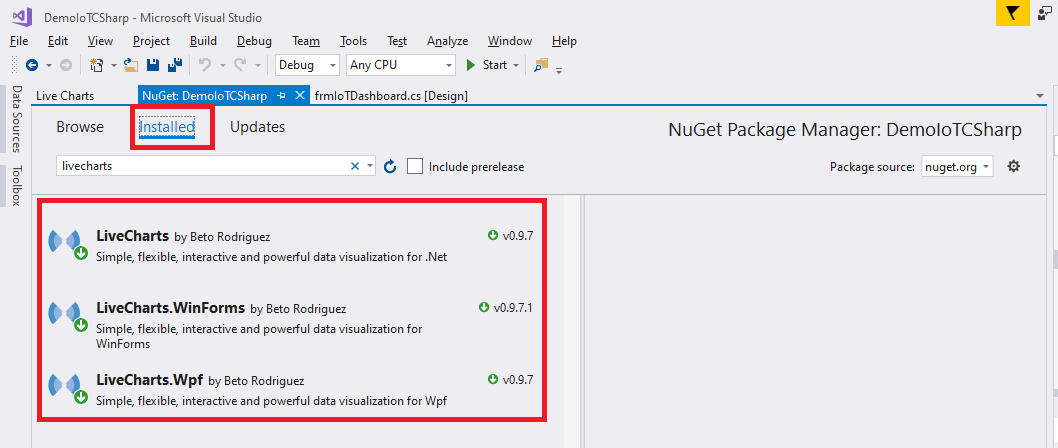 DemoIoTCSharp - Microsoft Visual Studio
File Edit View Project Build Debug Team Tools Test Analyze Window Help
Debug Any CPU Start
Data Sources
Toolbox
Live Charts NuGet: DemoIoTCSharp frmIoTDashboard.cs [Design]
Browse Installed Updates NuGet Package Manager: DemoIoTCSharp
livecharts Include prerelease Package source: nuget.org
LiveCharts by Beto Rodriguez v0.9.7
Simple, flexible, interactive and powerful data visualization for .Net
LiveCharts.WinForms by Beto Rodriguez v0.9.7.1
Simple, flexible, interactive and powerful data visualization for
WinForms
LiveCharts.Wpf by Beto Rodriguez v0.9.7
Simple, flexible, interactive and powerful data visualization for Wpf